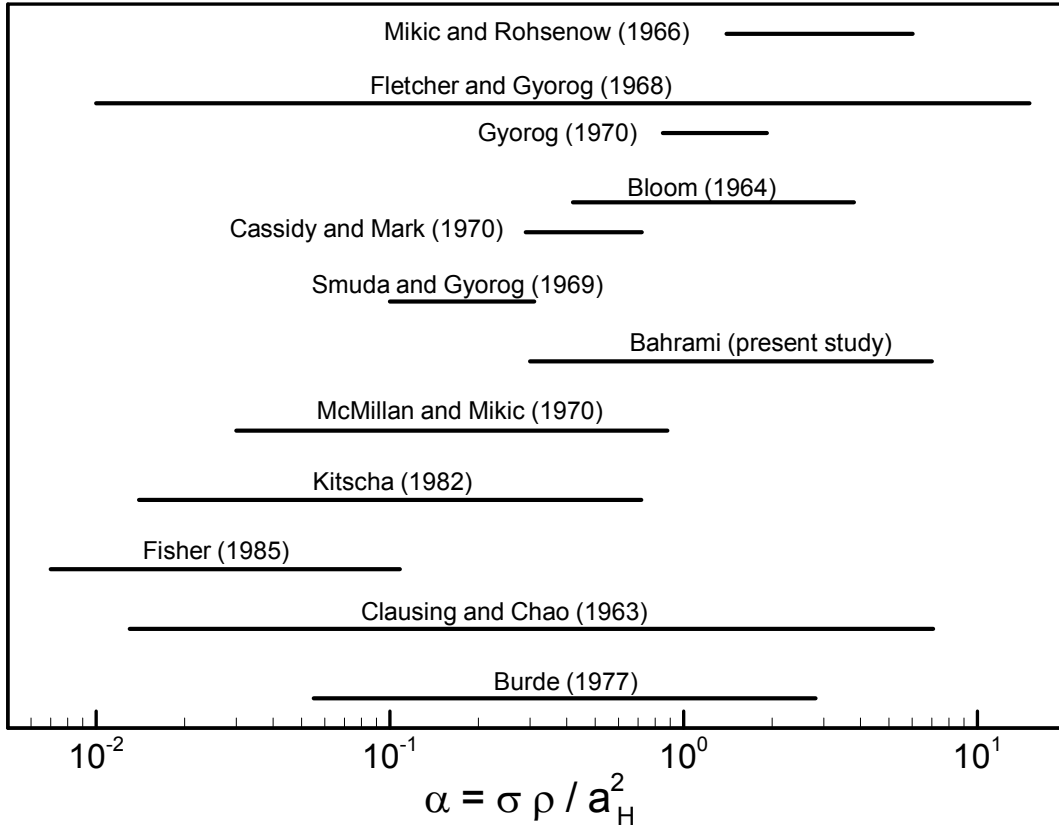 Mikic and Rohsenow (1966)
Fletcher and Gyorog (1968)
Gyorog (1970)
Bloom (1964)
Cassidy and Mark (1970)
Smuda and Gyorog (1969)
Bahrami (present study)
McMillan and Mikic (1970)
Kitscha (1982)
Fisher (1985)
Clausing and Chao (1963)
Burde (1977)
10⁻² 10⁻¹ 10⁰ 10¹
α = σ ρ / a²_H